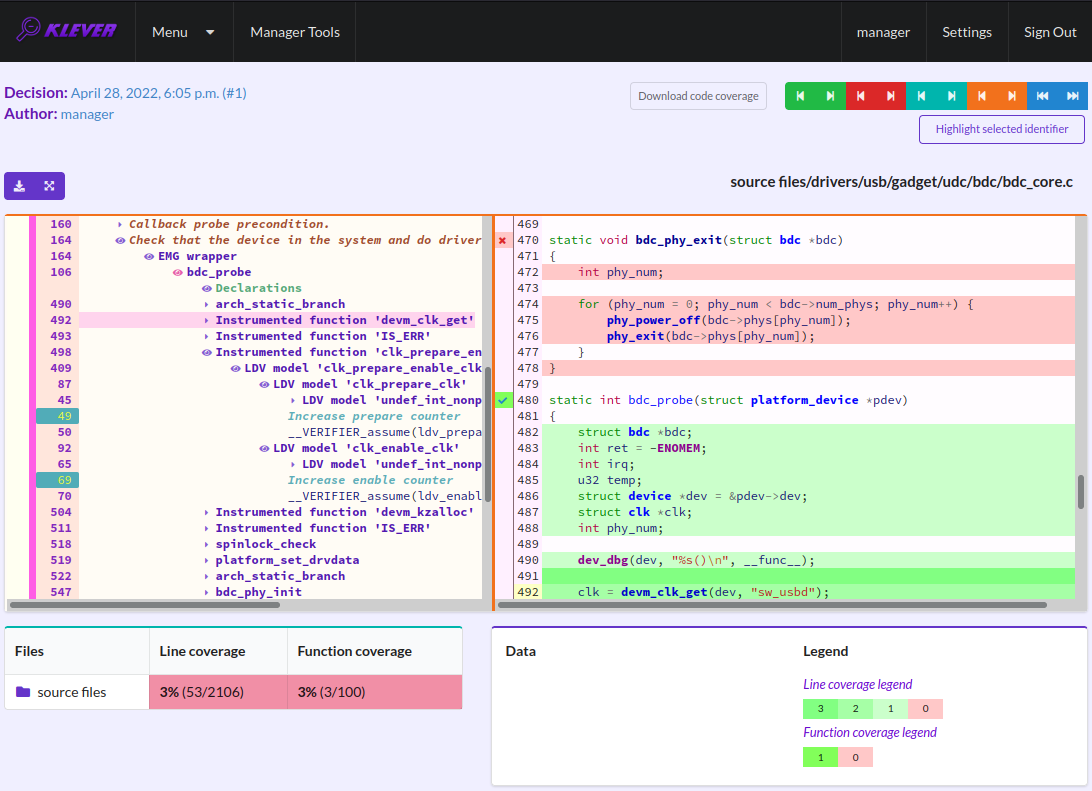 KLEVER Menu Manager Tools manager Settings Sign Out
Decision: April 28, 2022, 6:05 p.m. (#1)
Author: manager
Download code coverage
Highlight selected identifier
source files/drivers/usb/gadget/udc/bdc/bdc_core.c
160 Callback probe precondition.
164 Check that the device in the system and do driver
164 EMG wrapper
106 bdc_probe
Declarations
490 arch_static_branch
492 Instrumented function 'devm_clk_get'
493 Instrumented function 'IS_ERR'
498 Instrumented function 'clk_prepare_en
409 LDV model 'clk_prepare_enable_clk
87 LDV model 'clk_prepare_clk'
45 LDV model 'undef_int_nonp
49 Increase prepare counter
50 __VERIFIER_assume(ldv_prepa
92 LDV model 'clk_enable_clk'
65 LDV model 'undef_int_nonp
69 Increase enable counter
70 __VERIFIER_assume(ldv_enabl
504 Instrumented function 'devm_kzalloc'
511 Instrumented function 'IS_ERR'
518 spinlock_check
519 platform_set_drvdata
522 arch_static_branch
547 bdc_phy_init
469
470 static void bdc_phy_exit(struct bdc *bdc)
471 {
472 int phy_num;
473
474 for (phy_num = 0; phy_num < bdc->num_phys; phy_num++) {
475 phy_power_off(bdc->phys[phy_num]);
476 phy_exit(bdc->phys[phy_num]);
477 }
478 }
479
480 static int bdc_probe(struct platform_device *pdev)
481 {
482 struct bdc *bdc;
483 int ret = -ENOMEM;
484 int irq;
485 u32 temp;
486 struct device *dev = &pdev->dev;
487 struct clk *clk;
488 int phy_num;
489
490 dev_dbg(dev, "%s()\n", __func__);
491
492 clk = devm_clk_get(dev, "sw_usbd");
Files Line coverage Function coverage
source files 3% (53/2106) 3% (3/100)
Data
Legend
Line coverage legend
3 2 1 0
Function coverage legend
1 0